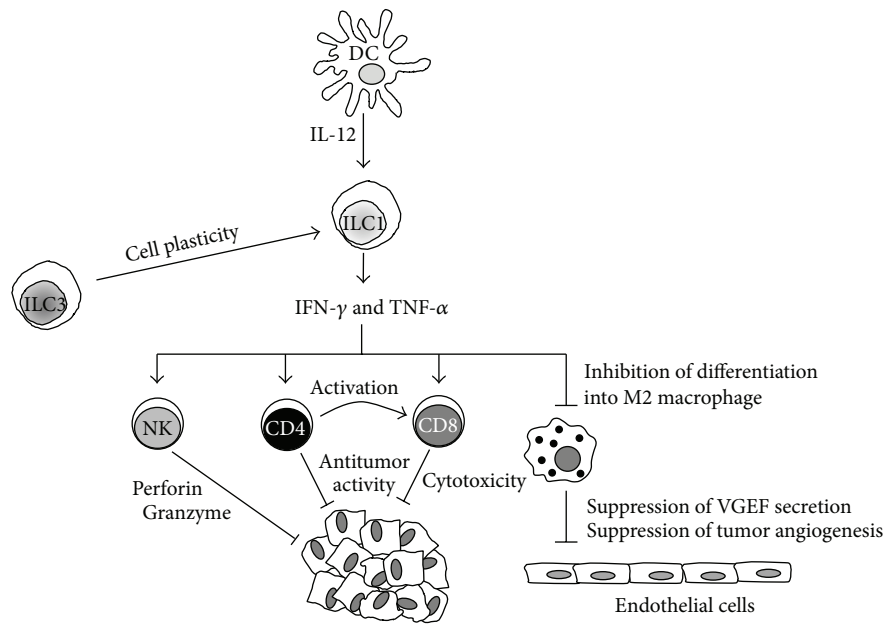 DC
IL-12
ILC1
Cell plasticity
ILC3
IFN-γ and TNF-α
Inhibition of differentiation
into M2 macrophage
Activation
NK
CD4
CD8
Antitumor
activity
Cytotoxicity
Perforin
Granzyme
Suppression of VGEF secretion
Suppression of tumor angiogenesis
Endothelial cells